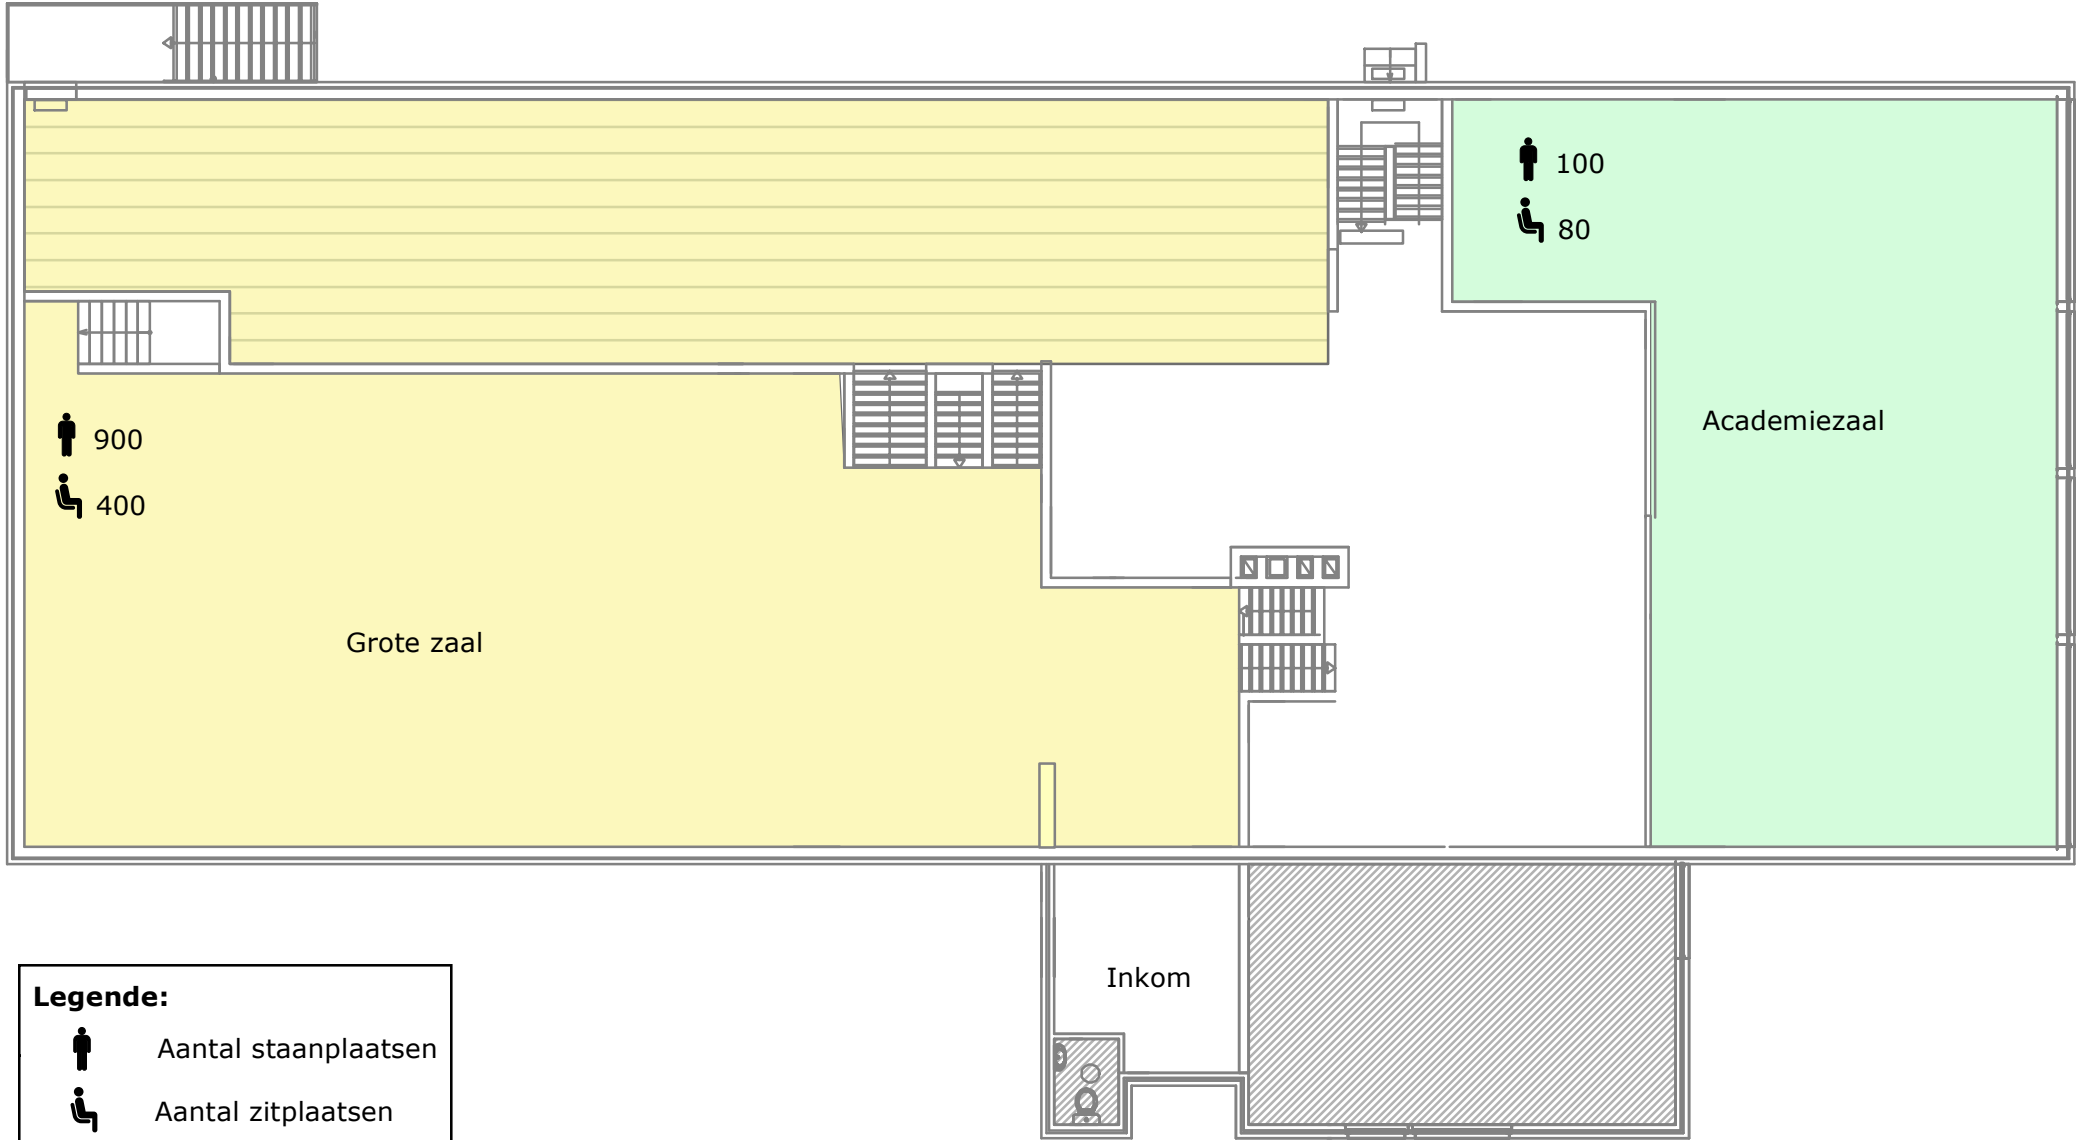 100
80
Academiezaal
900
400
Grote zaal
Inkom
Legende:
Aantal staanplaatsen
Aantal zitplaatsen